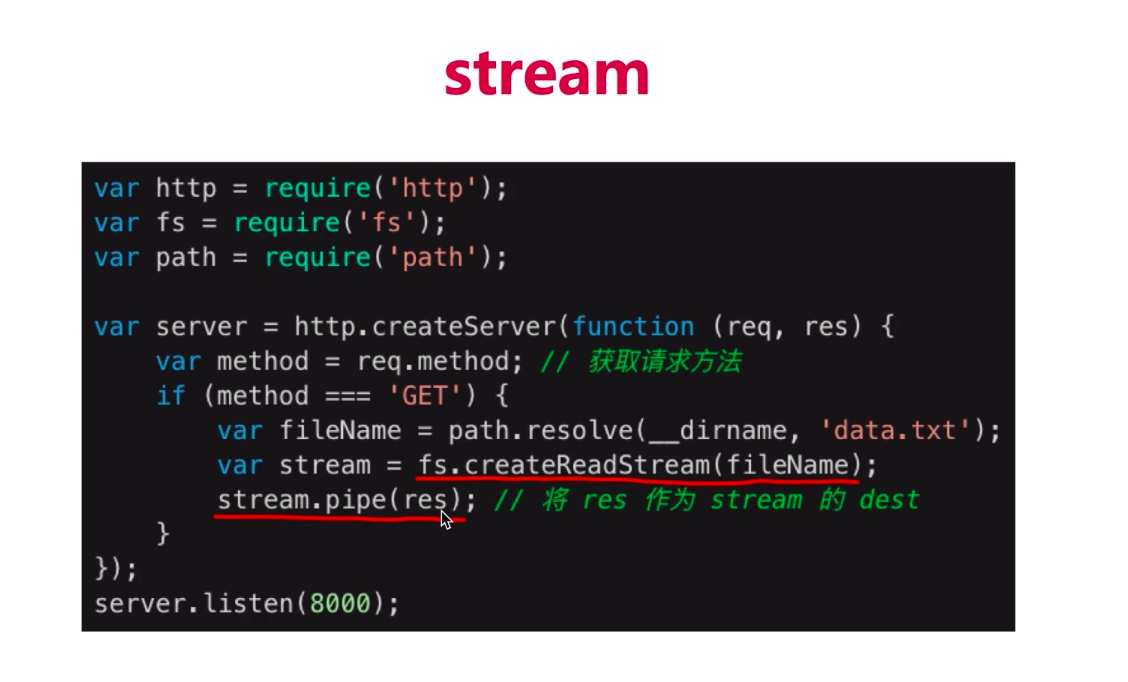 stream
var http = require('http');
var fs = require('fs');
var path = require('path');
var server = http.createServer(function (req, res) {
    var method = req.method; // 获取请求方法
    if (method === 'GET') {
        var fileName = path.resolve(__dirname, 'data.txt');
        var stream = fs.createReadStream(fileName);
        stream.pipe(res); // 将 res 作为 stream 的 dest
    }
});
server.listen(8000);